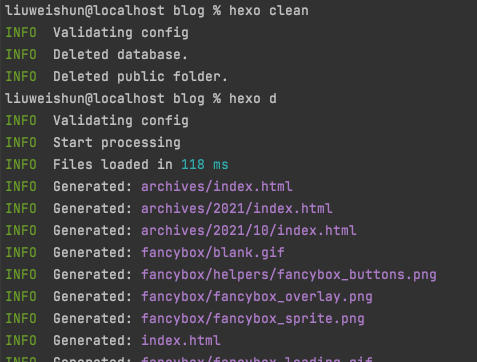 liuweishun@localhost blog % hexo clean
INFO  Validating config
INFO  Deleted database.
INFO  Deleted public folder.
liuweishun@localhost blog % hexo d
INFO  Validating config
INFO  Start processing
INFO  Files loaded in 118 ms
INFO  Generated: archives/index.html
INFO  Generated: archives/2021/index.html
INFO  Generated: archives/2021/10/index.html
INFO  Generated: fancybox/blank.gif
INFO  Generated: fancybox/helpers/fancybox_buttons.png
INFO  Generated: fancybox/fancybox_overlay.png
INFO  Generated: fancybox/fancybox_sprite.png
INFO  Generated: index.html
INFO  Generated: fancybox/fancybox_loading.gif